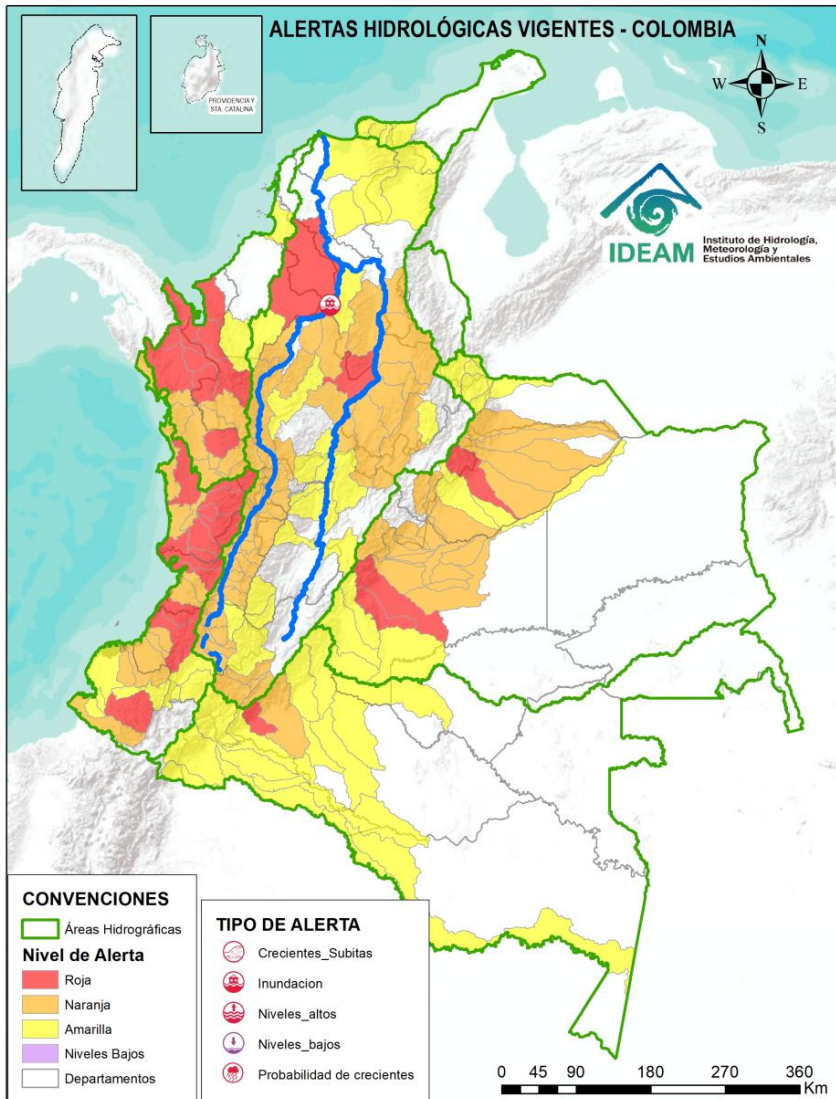 ALERTAS HIDROLÓGICAS VIGENTES - COLOMBIA
PROVIDENCIA Y
STA. CATALINA
N
W
E
S
IDEAM
Instituto de Hidrología,
Meteorología y
Estudios Ambientales
CONVENCIONES
Áreas Hidrográficas
Nivel de Alerta
Roja
Naranja
Amarilla
Niveles Bajos
Departamentos
TIPO DE ALERTA
Crecientes_Subitas
Inundacion
Niveles_altos
Niveles_bajos
Probabilidad de crecientes
0 45 90 180 270 360
Km